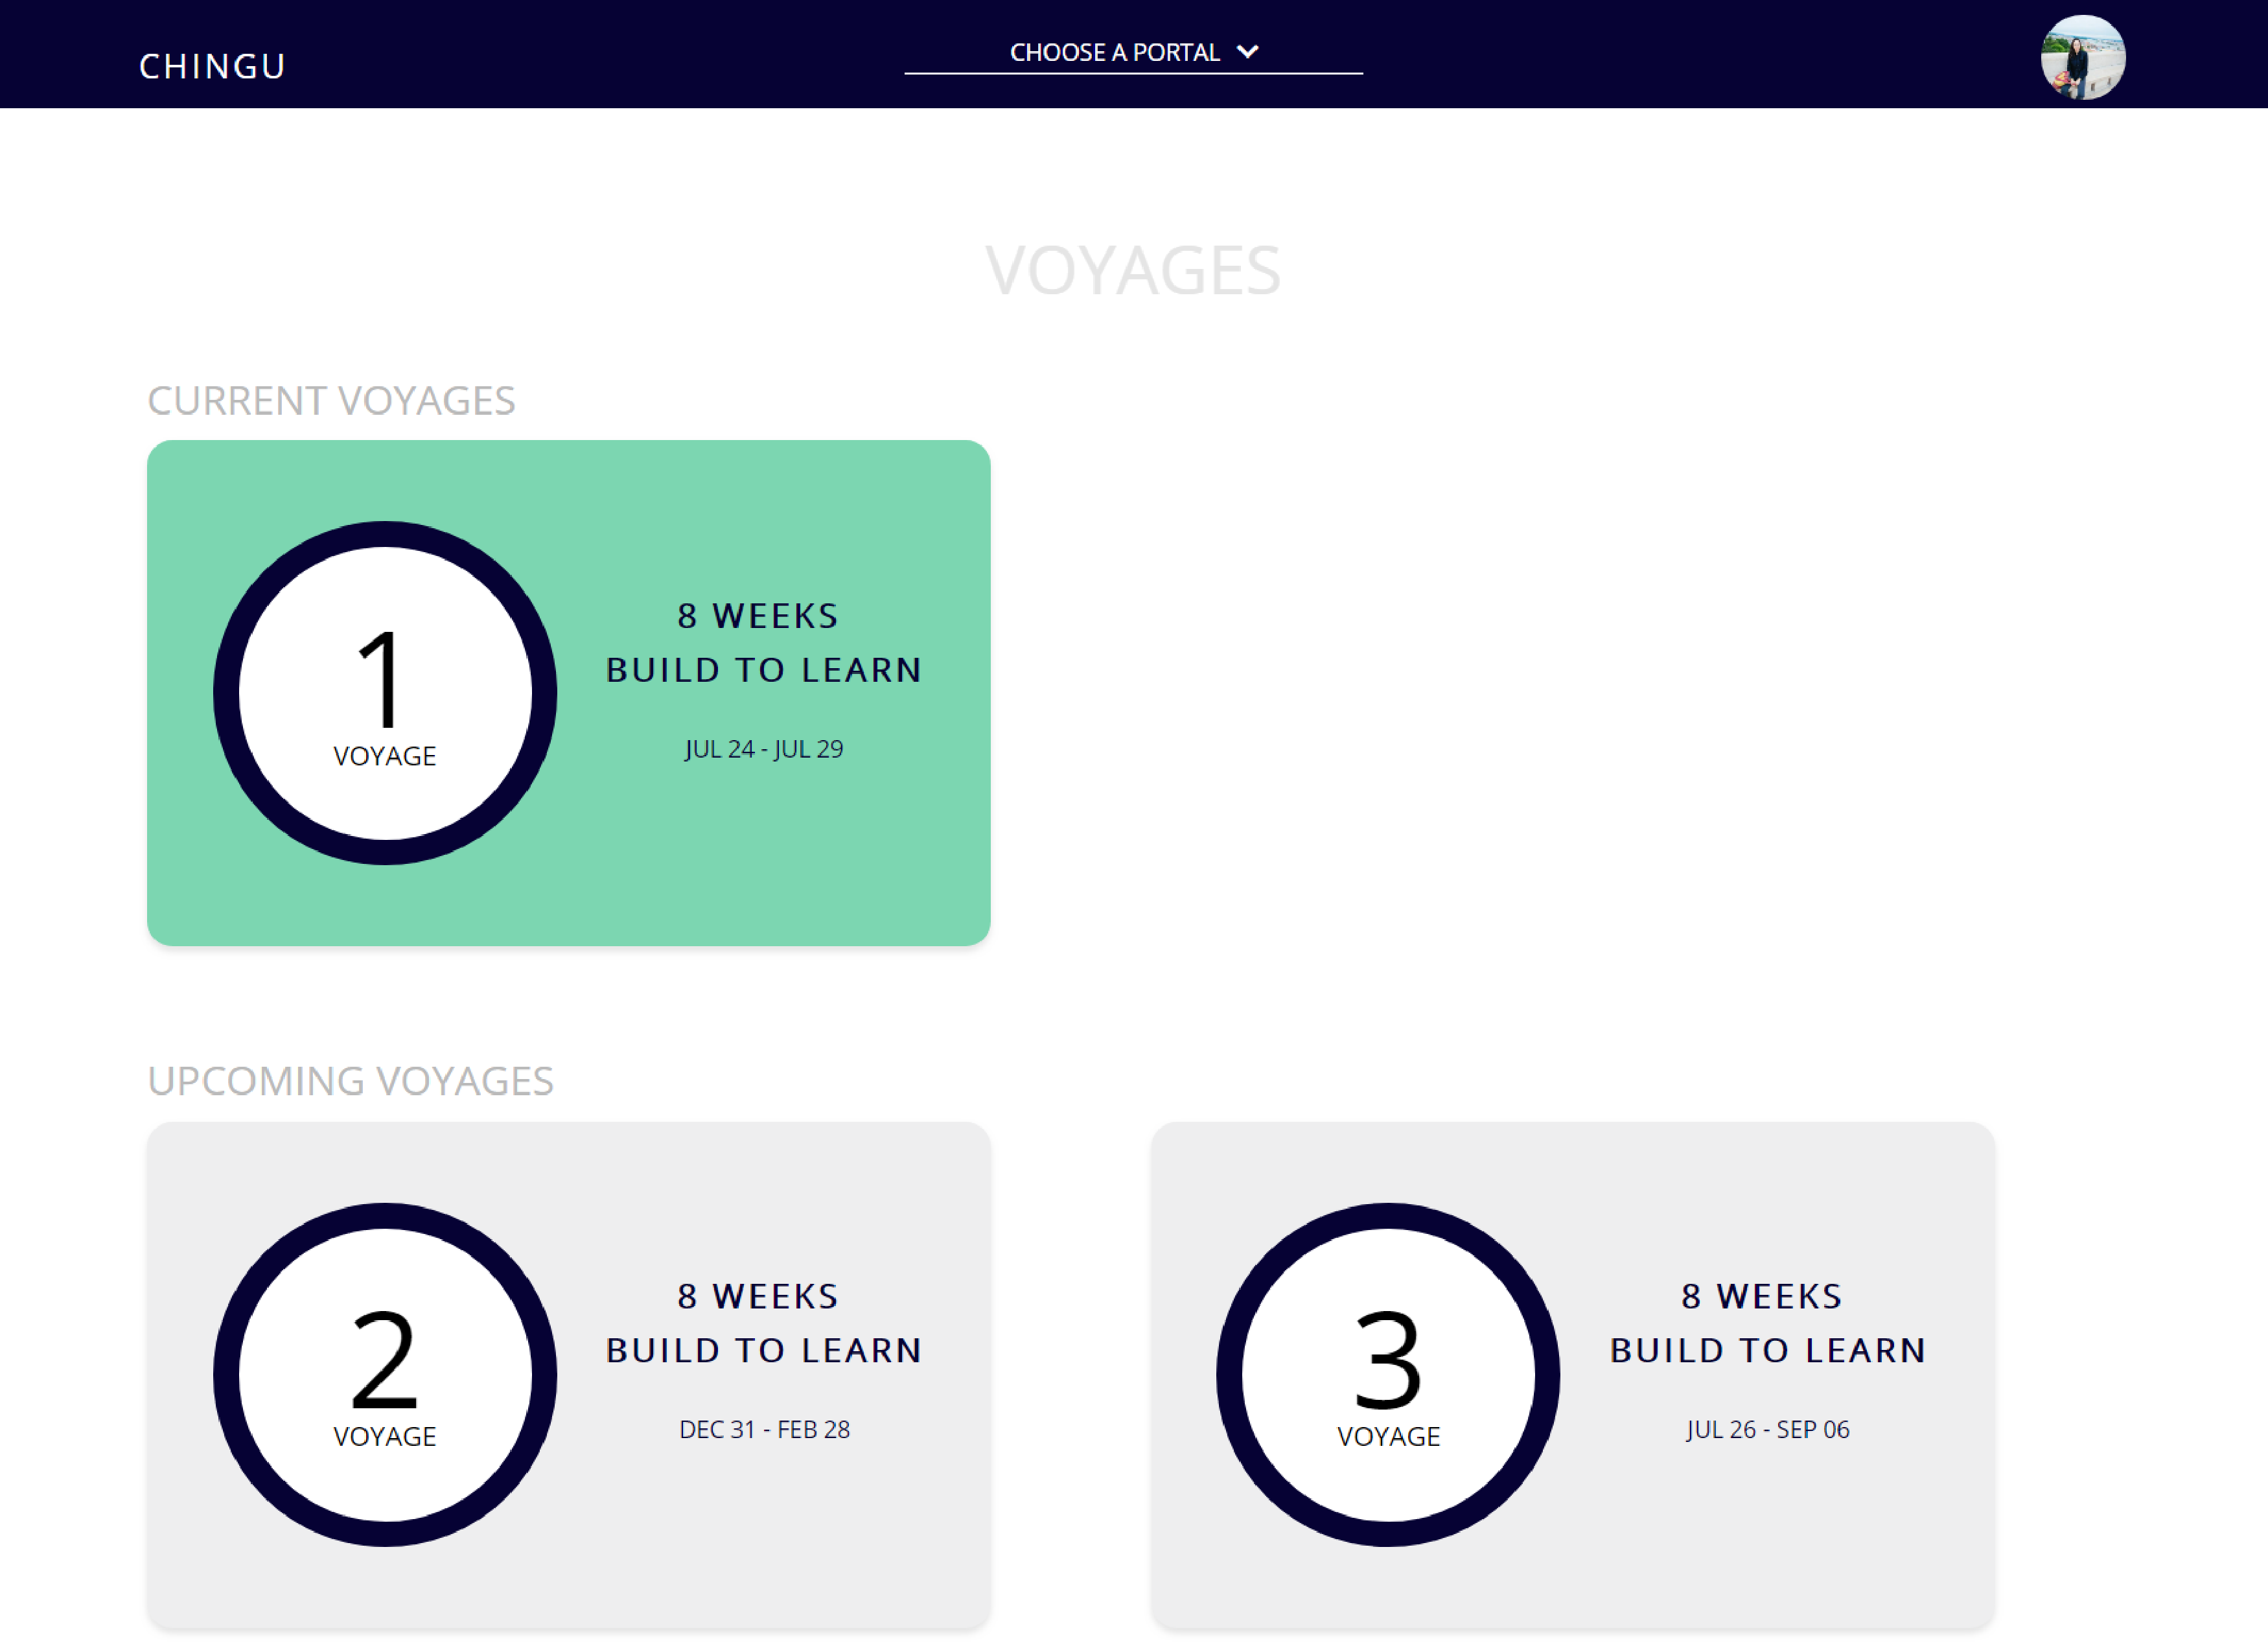 CHINGU
CHOOSE A PORTAL
VOYAGES
CURRENT VOYAGES
1
VOYAGE
8 WEEKS
BUILD TO LEARN
JUL 24 - JUL 29
UPCOMING VOYAGES
2
VOYAGE
8 WEEKS
BUILD TO LEARN
DEC 31 - FEB 28
3
VOYAGE
8 WEEKS
BUILD TO LEARN
JUL 26 - SEP 06